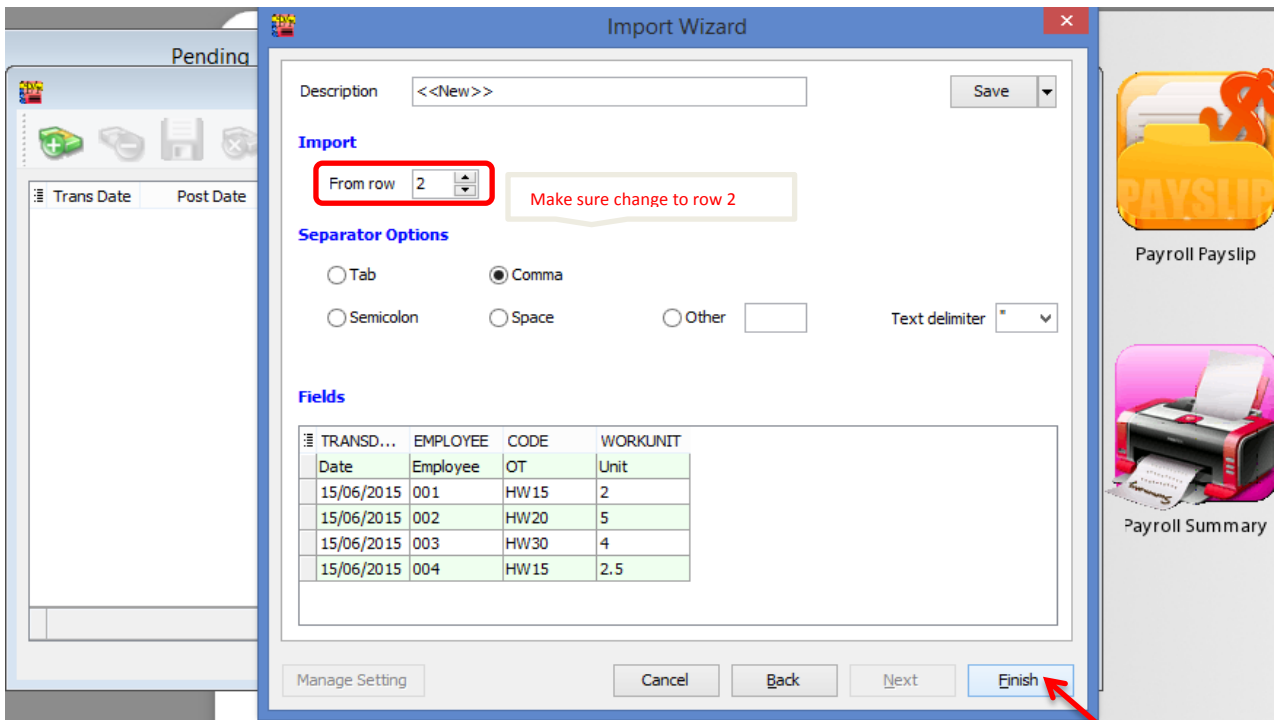 Import Wizard
Pending
Description <<New>> Save
Import
From row 2
Make sure change to row 2
Trans Date Post Date
Separator Options
Tab Comma
Semicolon Space Other Text delimiter "
Fields
TRANSD... EMPLOYEE CODE WORKUNIT
Date Employee OT Unit
15/06/2015 001 HW15 2
15/06/2015 002 HW20 5
15/06/2015 003 HW30 4
15/06/2015 004 HW15 2.5
Manage Setting Cancel Back Next Finish
PAYSLIP
Payroll Payslip
Payroll Summary